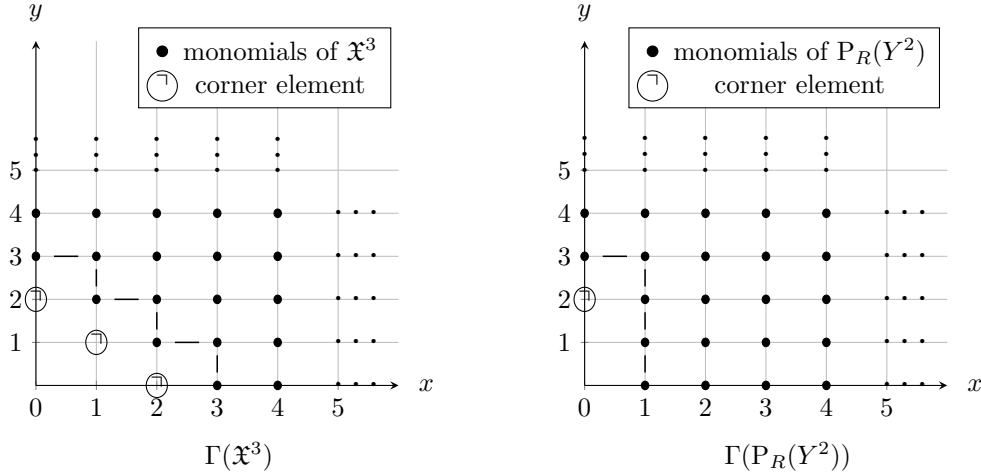 y
monomials of 𝔛³
corner element
5
4
3
2
1
0 1 2 3 4 5
x
Γ(𝔛³)
y
monomials of P_R(Y²)
corner element
5
4
3
2
1
0 1 2 3 4 5
x
Γ(P_R(Y²))